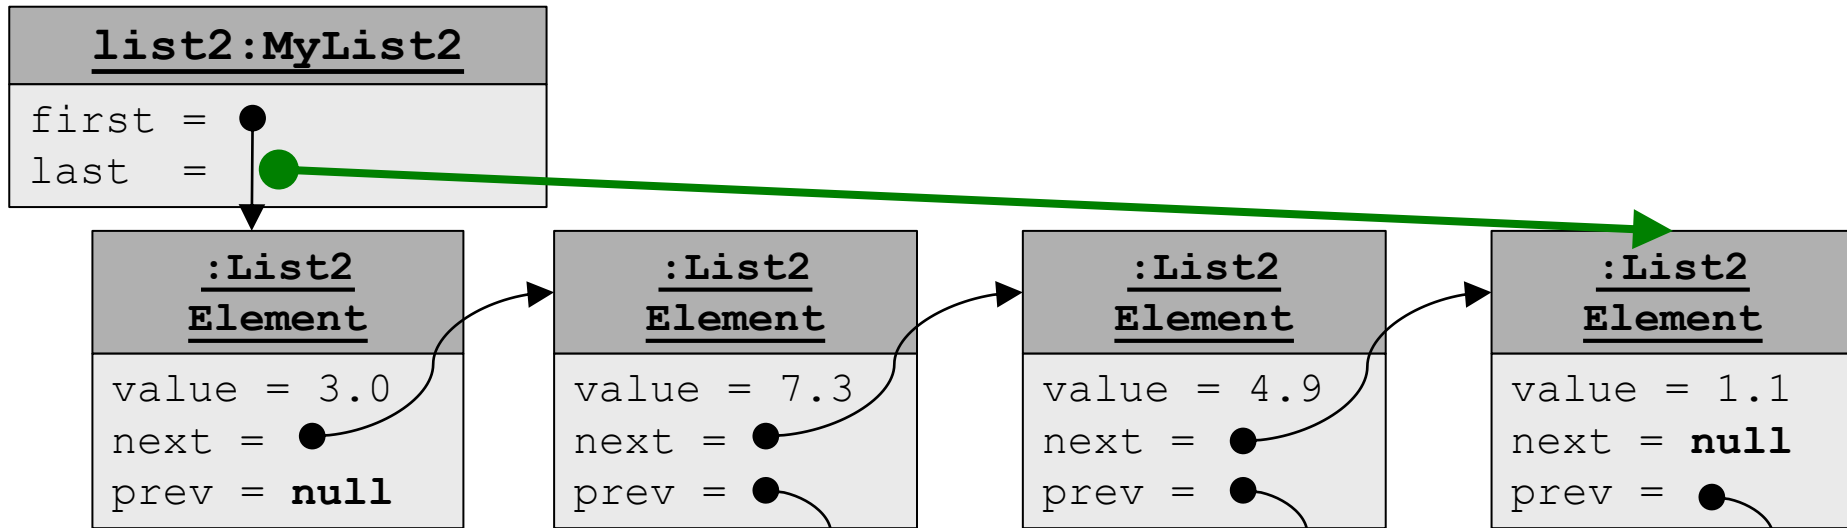 list2:MyList2
first =
last  =
:List2
Element
value = 3.0
next =
prev = null
:List2
Element
value = 7.3
next =
prev =
:List2
Element
value = 4.9
next =
prev =
:List2
Element
value = 1.1
next = null
prev =